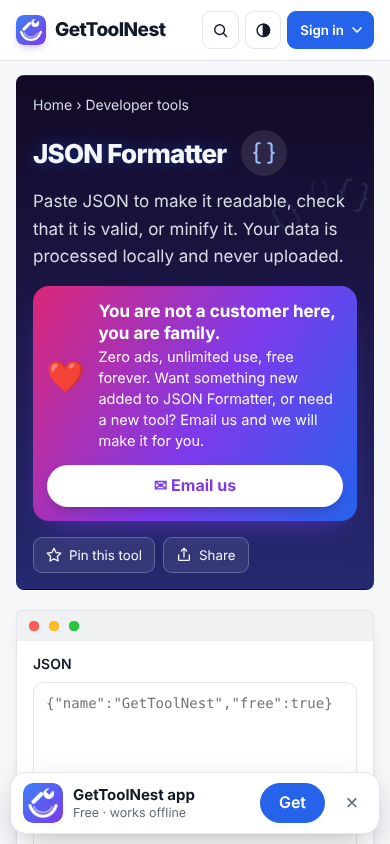 GetToolNest
Sign in
Home › Developer tools
JSON Formatter
{}
Paste JSON to make it readable, check
that it is valid, or minify it. Your data is
processed locally and never uploaded.
You are not a customer here,
you are family.
Zero ads, unlimited use, free
forever. Want something new
added to JSON Formatter, or need
a new tool? Email us and we will
make it for you.
✉ Email us
Pin this tool
Share
JSON
{"name":"GetToolNest","free":true}
GetToolNest app
Free · works offline
Get
✕